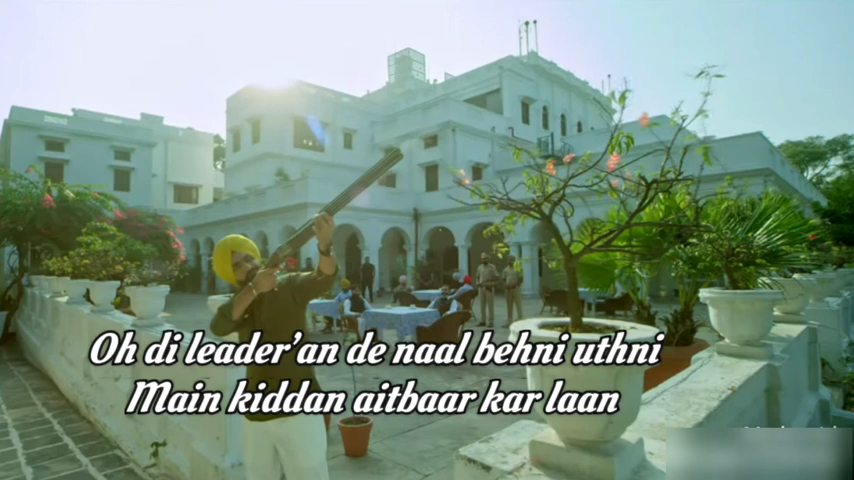 Oh di leader'an de naal behni uthni
Main kiddan aitbaar kar laan